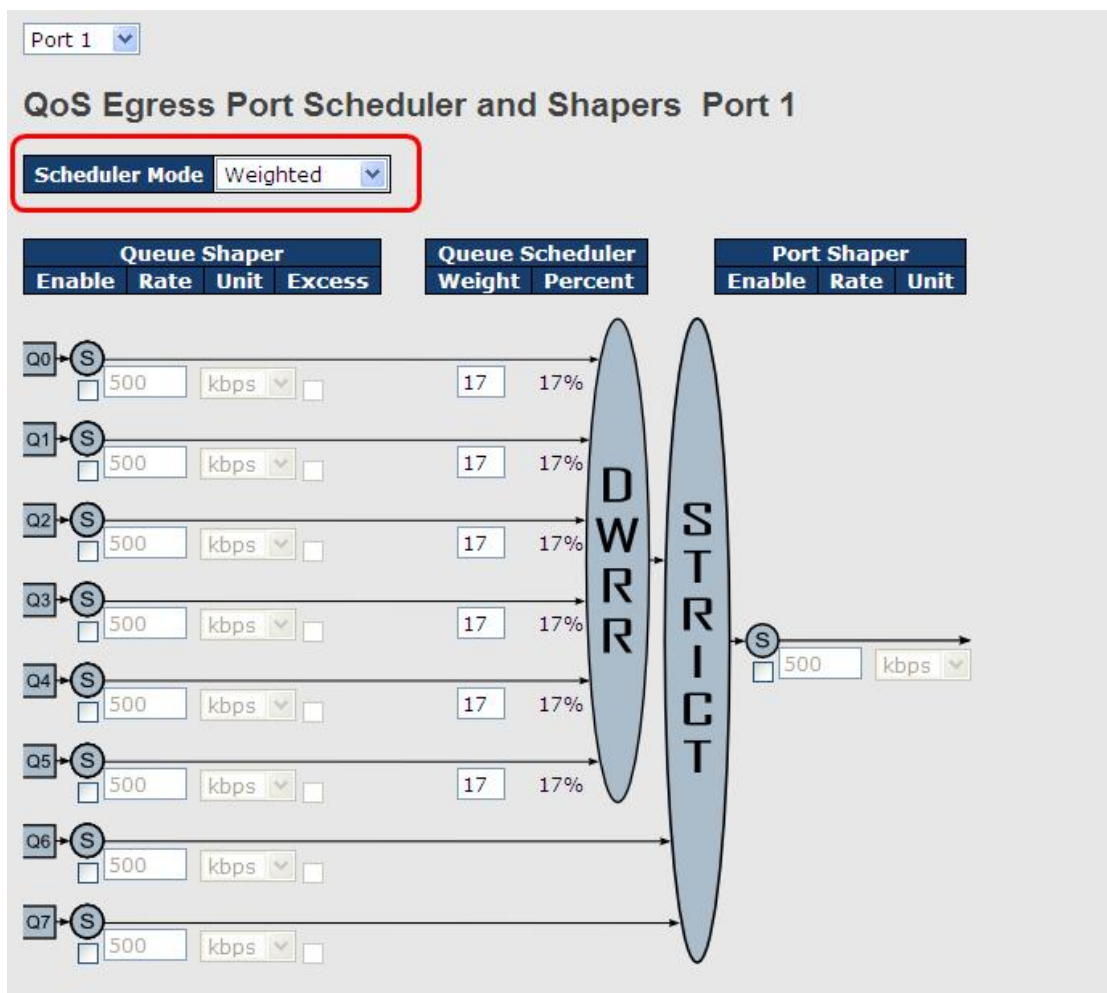 Port 1
QoS Egress Port Scheduler and Shapers Port 1
Scheduler Mode Weighted
Queue Shaper Queue Scheduler Port Shaper
Enable Rate Unit Excess Weight Percent Enable Rate Unit
Q0 S
500 kbps 17 17%
Q1 S
500 kbps 17 17%
Q2 S
500 kbps 17 17%
Q3 S
500 kbps 17 17%
Q4 S
500 kbps 17 17%
Q5 S
500 kbps 17 17%
Q6 S
500 kbps
Q7 S
500 kbps
DWRR
STRICT
S
500 kbps